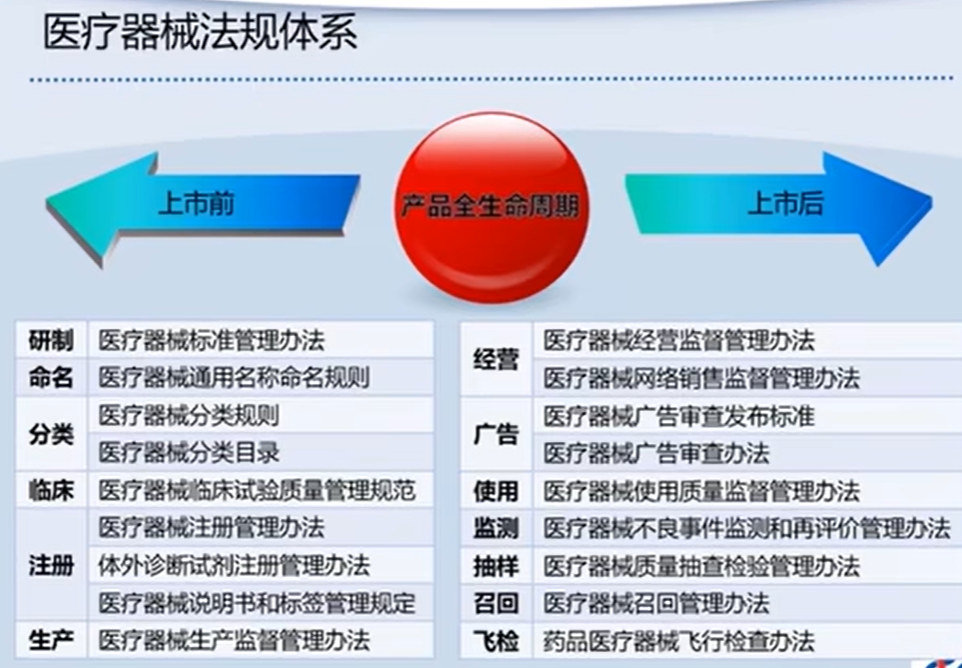 医疗器械法规体系
上市前
产品全生命周期
上市后
研制 医疗器械标准管理办法
命名 医疗器械通用名称命名规则
分类 医疗器械分类规则
医疗器械分类目录
临床 医疗器械临床试验质量管理规范
注册 医疗器械注册管理办法
体外诊断试剂注册管理办法
医疗器械说明书和标签管理规定
生产 医疗器械生产监督管理办法
经营 医疗器械经营监督管理办法
医疗器械网络销售监督管理办法
广告 医疗器械广告审查发布标准
医疗器械广告审查办法
使用 医疗器械使用质量监督管理办法
监测 医疗器械不良事件监测和再评价管理办法
抽样 医疗器械质量抽查检验管理办法
召回 医疗器械召回管理办法
飞检 药品医疗器械飞行检查办法